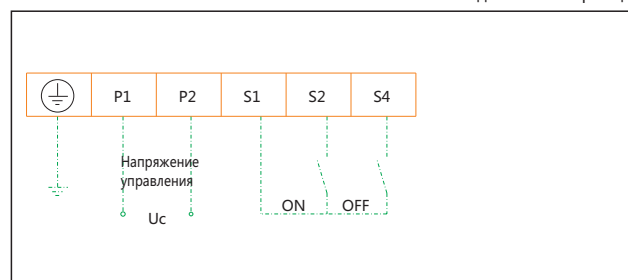 P1 P2 S1 S2 S4
Напряжение
управления
Uc
ON OFF